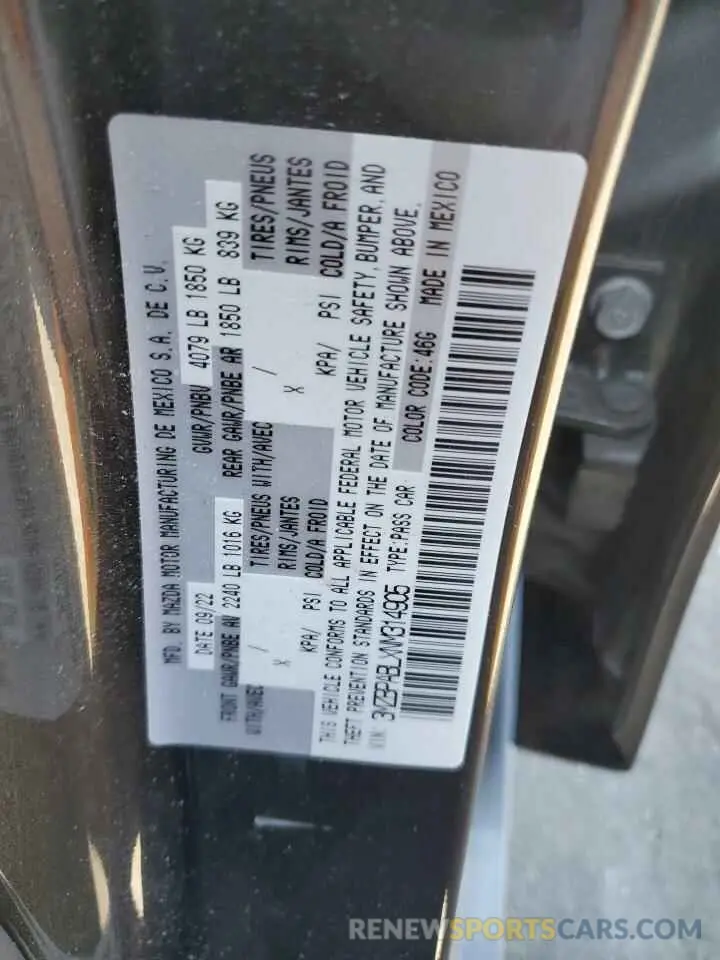 MFD. BY MAZDA MOTOR MANUFACTURING DE MEXICO S.A. DE C.V.
DATE 09/22 GVWR/PNBV 4079 LB 1850 KG
FRONT GAWR/PNBE AV 2240 LB 1016 KG REAR GAWR/PNBE AR 1850 LB 839 KG
WITH/AVEC / TIRES/PNEUS WITH/AVEC / TIRES/PNEUS
X RIMS/JANTES X RIMS/JANTES
KPA/ PSI COLD/A FROID KPA/ PSI COLD/A FROID
THIS VEHICLE CONFORMS TO ALL APPLICABLE FEDERAL MOTOR VEHICLE SAFETY, BUMPER, AND
THEFT PREVENTION STANDARDS IN EFFECT ON THE DATE OF MANUFACTURE SHOWN ABOVE.
VIN: 3MZBPABLXNM314905 TYPE:PASS CAR COLOR CODE:46G MADE IN MEXICO
RENEWSPORTSCARS.COM